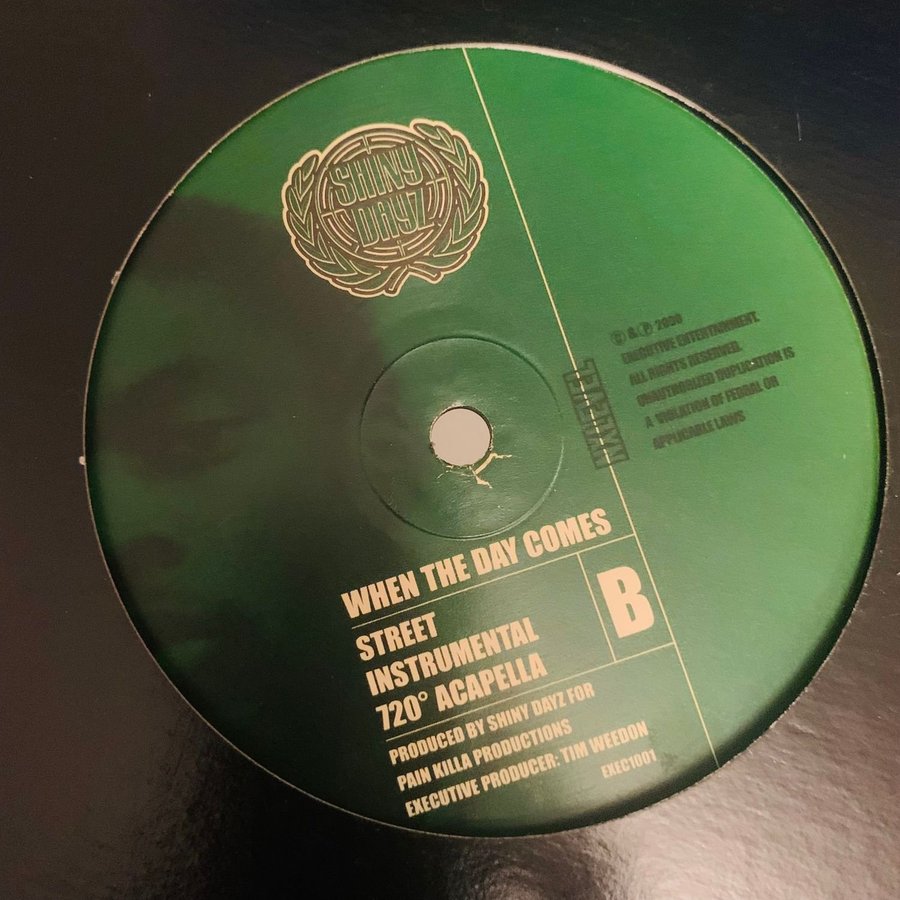 SHINY
DAYZ
© & ℗ 2000
EXECUTIVE ENTERTAINMENT.
ALL RIGHTS RESERVED.
UNAUTHORIZED DUPLICATION IS
A VIOLATION OF FEDERAL OR
APPLICABLE LAWS
WHEN THE DAY COMES
STREET
INSTRUMENTAL
720° ACAPELLA
B
PRODUCED BY SHINY DAYZ FOR
PAIN KILLA PRODUCTIONS
EXECUTIVE PRODUCER: TIM WEEDON
EXEC1001